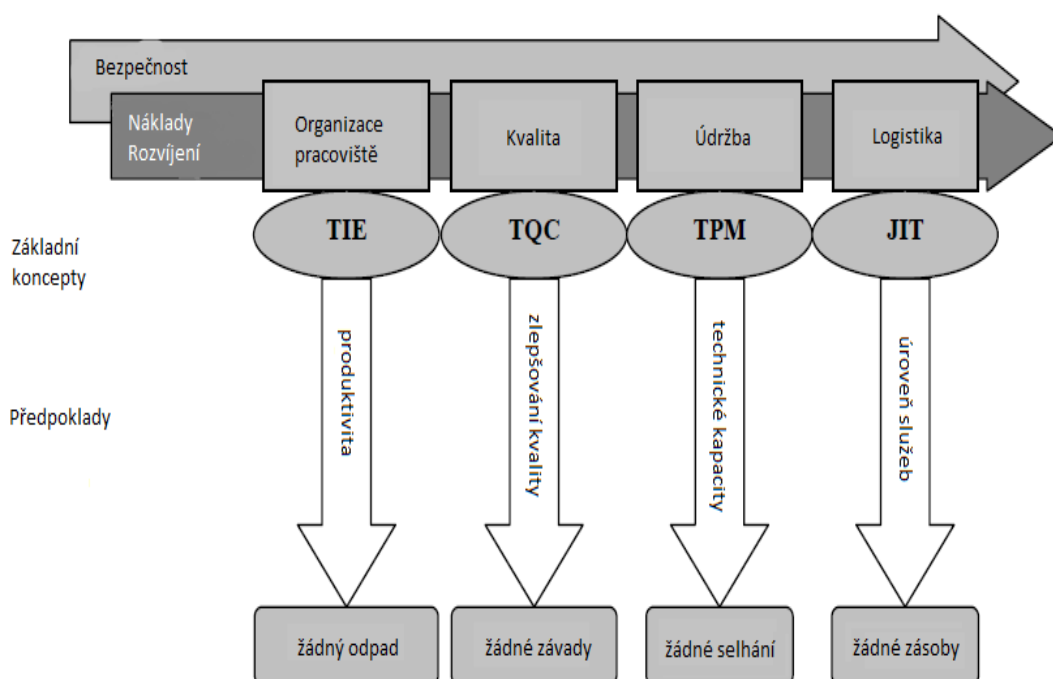 Bezpečnost
Náklady
Rozvíjení
Organizace
pracoviště
Kvalita
Údržba
Logistika
Základní
koncepty
TIE
TQC
TPM
JIT
Předpoklady
produktivita
zlepšování kvality
technické kapacity
úroveň služeb
žádný odpad
žádné závady
žádné selhání
žádné zásoby